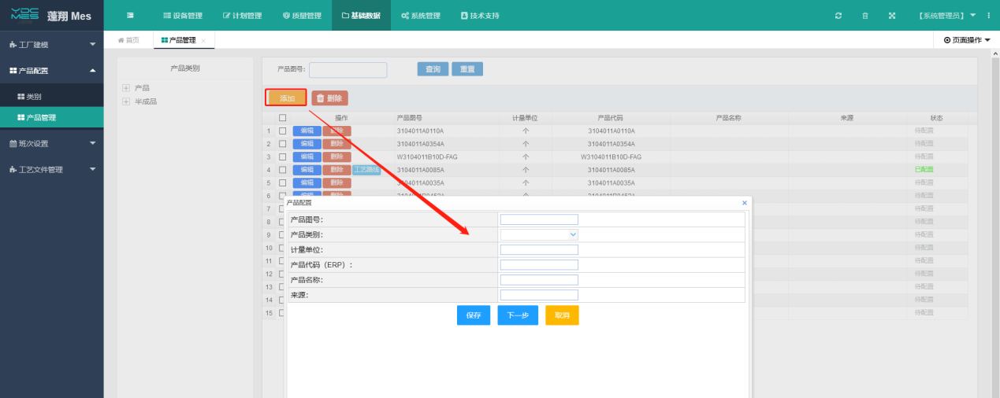 YDC MES 蓬翔 Mes 设备管理 计划管理 质量管理 基础数据 系统管理 技术支持 【系统管理员】
工厂建模 首页 产品管理 × 页面操作
产品配置
类别
产品管理
班次设置
工艺文件管理
产品类别
产品
半成品
产品图号: 查询 重置
添加 删除
操作 产品图号 计量单位 产品代码 产品名称 来源 状态
1 编辑 删除 3104011A0110A 个 3104011A0110A 待配置
2 编辑 删除 3104011A0354A 个 3104011A0354A 待配置
3 编辑 删除 W3104011B10D-FAG 个 W3104011B10D-FAG 待配置
4 编辑 删除 工艺路线 3104011A0085A 个 3104011A0085A 已配置
5 编辑 删除 3104011A0035A 个 3104011A0035A 待配置
6 编辑 删除 待配置
7 待配置
8 待配置
9 待配置
10 待配置
11 待配置
12 待配置
13 待配置
14 待配置
15 待配置
产品配置 ×
产品图号:
产品类别:
计量单位:
产品代码（ERP）:
产品名称:
来源:
保存 下一步 取消